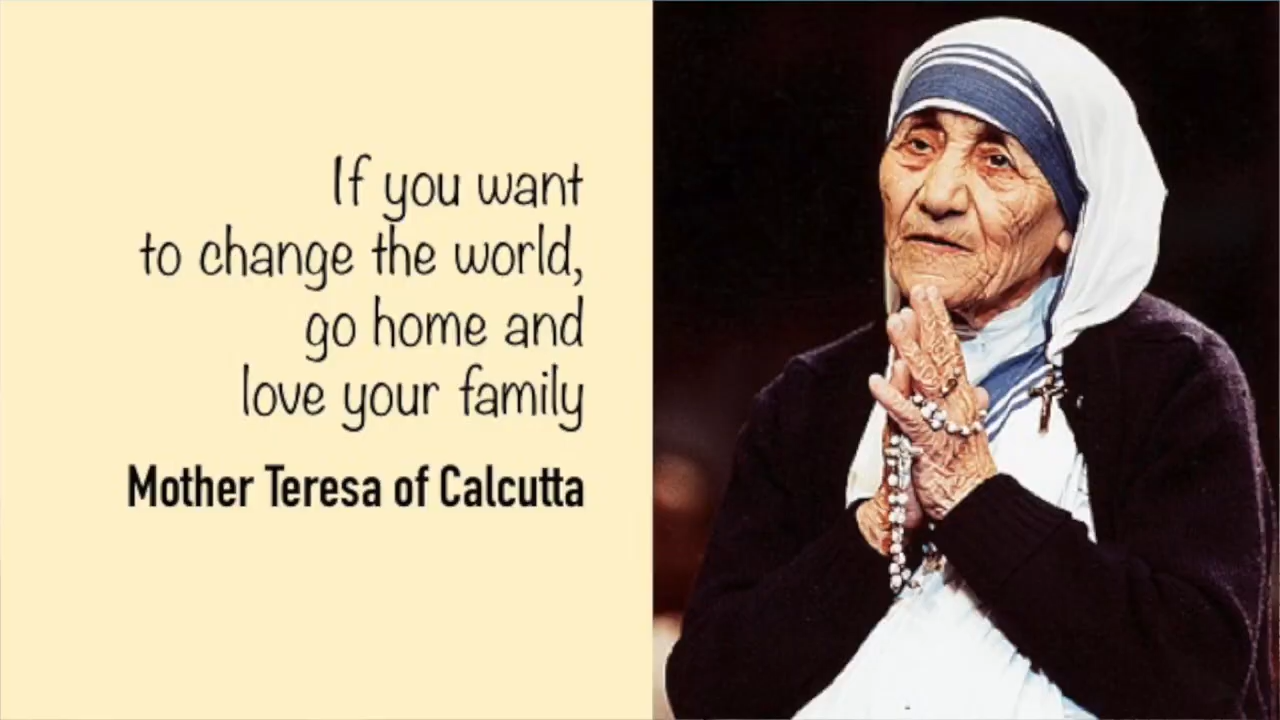 If you want
to change the world,
go home and
love your family
Mother Teresa of Calcutta